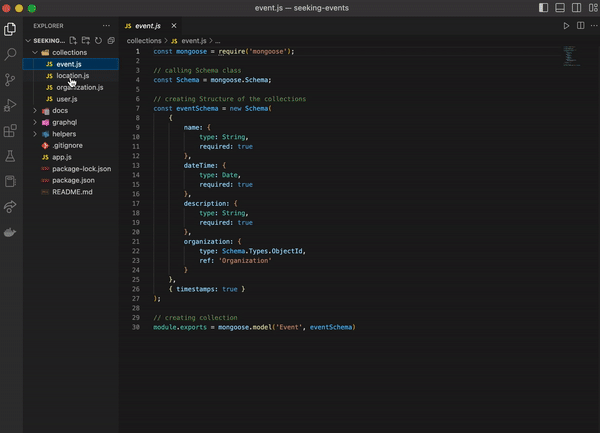 event.js — seeking-events
EXPLORER
SEEKING...
collections
JS event.js
JS location.js
JS organization.js
JS user.js
docs
graphql
helpers
.gitignore
JS app.js
package-lock.json
package.json
README.md
JS event.js
collections > JS event.js > ...
1 const mongoose = require('mongoose');
2
3 // calling Schema class
4 const Schema = mongoose.Schema;
5
6 // creating Structure of the collections
7 const eventSchema = new Schema(
8 {
9 name: {
10 type: String,
11 required: true
12 },
13 dateTime: {
14 type: Date,
15 required: true
16 },
17 description: {
18 type: String,
19 required: true
20 },
21 organization: {
22 type: Schema.Types.ObjectId,
23 ref: 'Organization'
24 }
25 },
26 { timestamps: true }
27 );
28
29 // creating collection
30 module.exports = mongoose.model('Event', eventSchema)